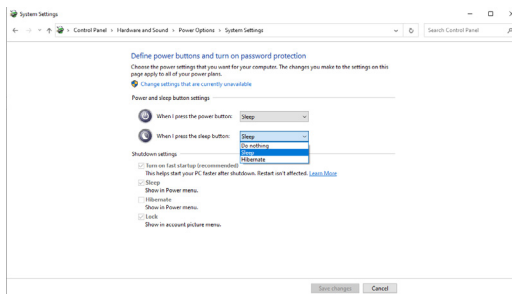 System Settings
Control Panel > Hardware and Sound > Power Options > System Settings
Search Control Panel
Define power buttons and turn on password protection
Choose the power settings that you want for your computer. The changes you make to the settings on this
page apply to all of your power plans.
Change settings that are currently unavailable
Power and sleep button settings
When I press the power button: Sleep
When I press the sleep button: Sleep
Do nothing
Sleep
Hibernate
Shutdown settings
Turn on fast startup (recommended)
This helps start your PC faster after shutdown. Restart isn't affected. Learn More
Sleep
Show in Power menu.
Hibernate
Show in Power menu.
Lock
Show in account picture menu.
Save changes Cancel